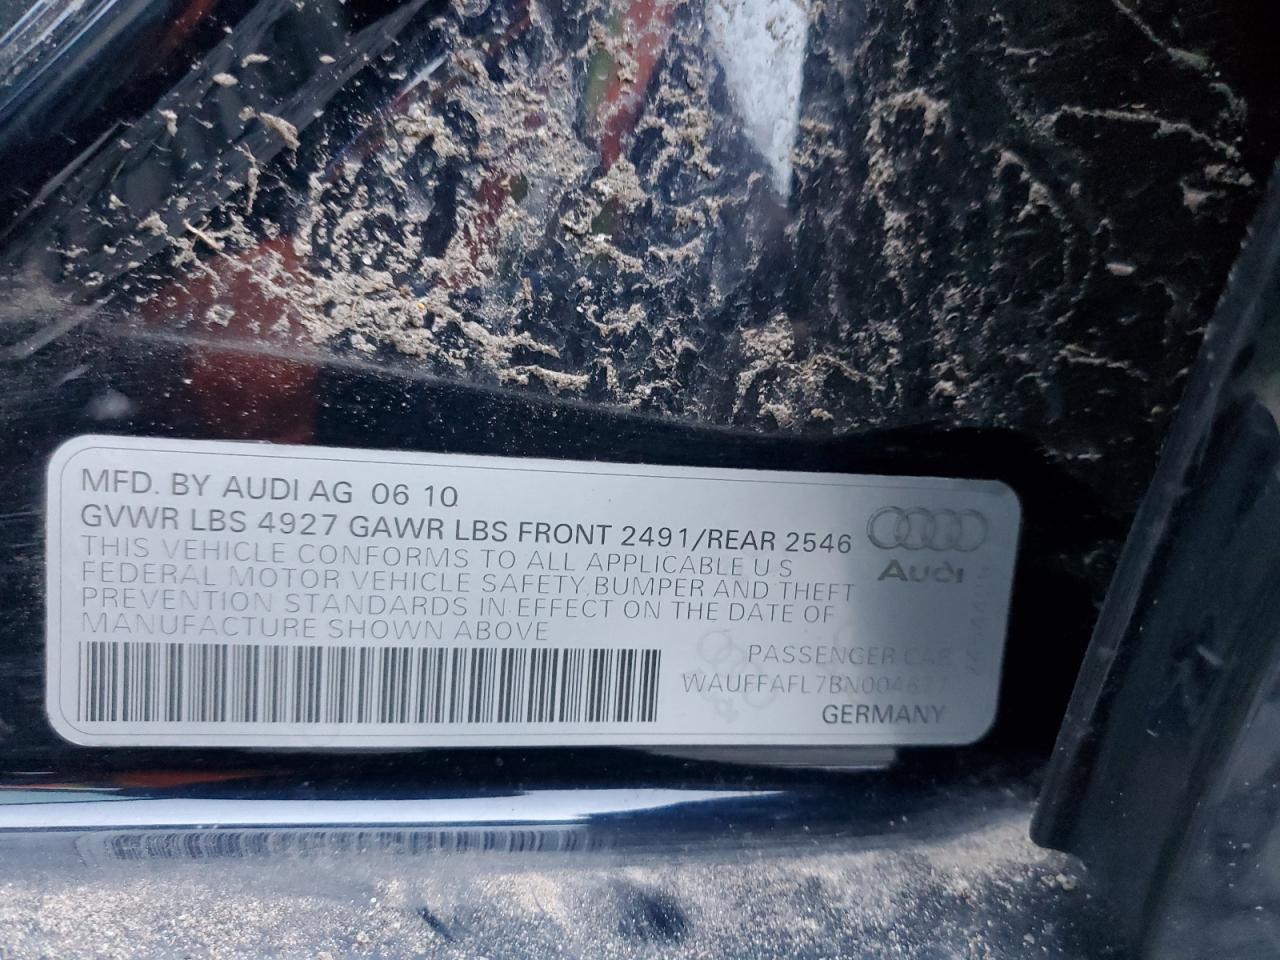 MFD. BY AUDI AG 06 10
GVWR LBS 4927 GAWR LBS FRONT 2491/REAR 2546
THIS VEHICLE CONFORMS TO ALL APPLICABLE U S
FEDERAL MOTOR VEHICLE SAFETY, BUMPER AND THEFT
PREVENTION STANDARDS IN EFFECT ON THE DATE OF
MANUFACTURE SHOWN ABOVE
Audi
PASSENGER CAR
GERMANY